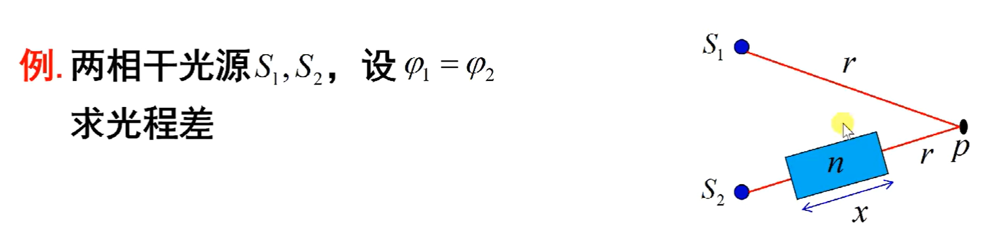 例. 两相干光源S₁,S₂，设 φ₁ = φ₂
求光程差
S₁
r
n
r p
S₂
x